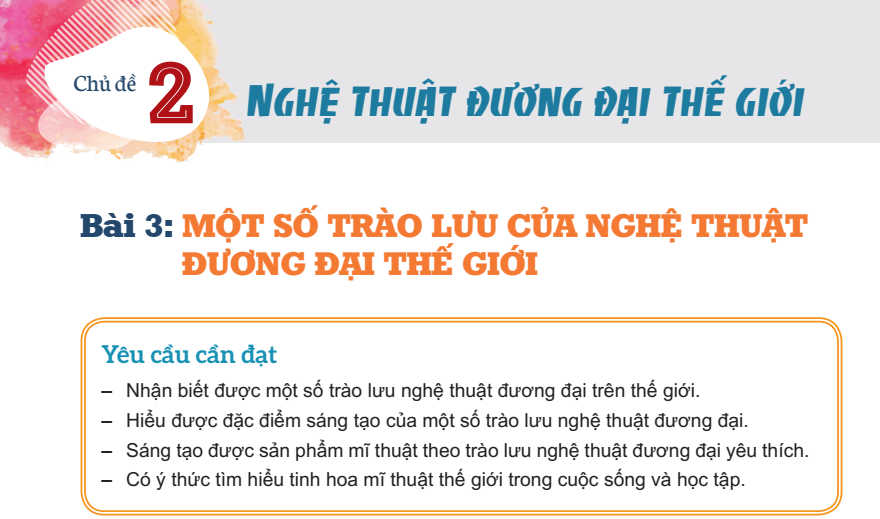 Chủ đề 2
NGHỆ THUẬT ĐƯƠNG ĐẠI THẾ GIỚI
Bài 3: MỘT SỐ TRÀO LƯU CỦA NGHỆ THUẬT
ĐƯƠNG ĐẠI THẾ GIỚI
Yêu cầu cần đạt
– Nhận biết được một số trào lưu nghệ thuật đương đại trên thế giới.
– Hiểu được đặc điểm sáng tạo của một số trào lưu nghệ thuật đương đại.
– Sáng tạo được sản phẩm mĩ thuật theo trào lưu nghệ thuật đương đại yêu thích.
– Có ý thức tìm hiểu tinh hoa mĩ thuật thế giới trong cuộc sống và học tập.